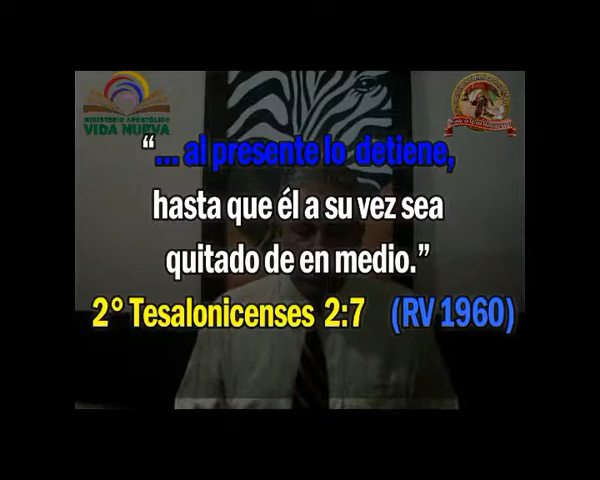 MINISTERIO APOSTÓLICO
VIDA NUEVA
“... al presente lo detiene,
hasta que él a su vez sea
quitado de en medio.”
2° Tesalonicenses 2:7 (RV 1960)